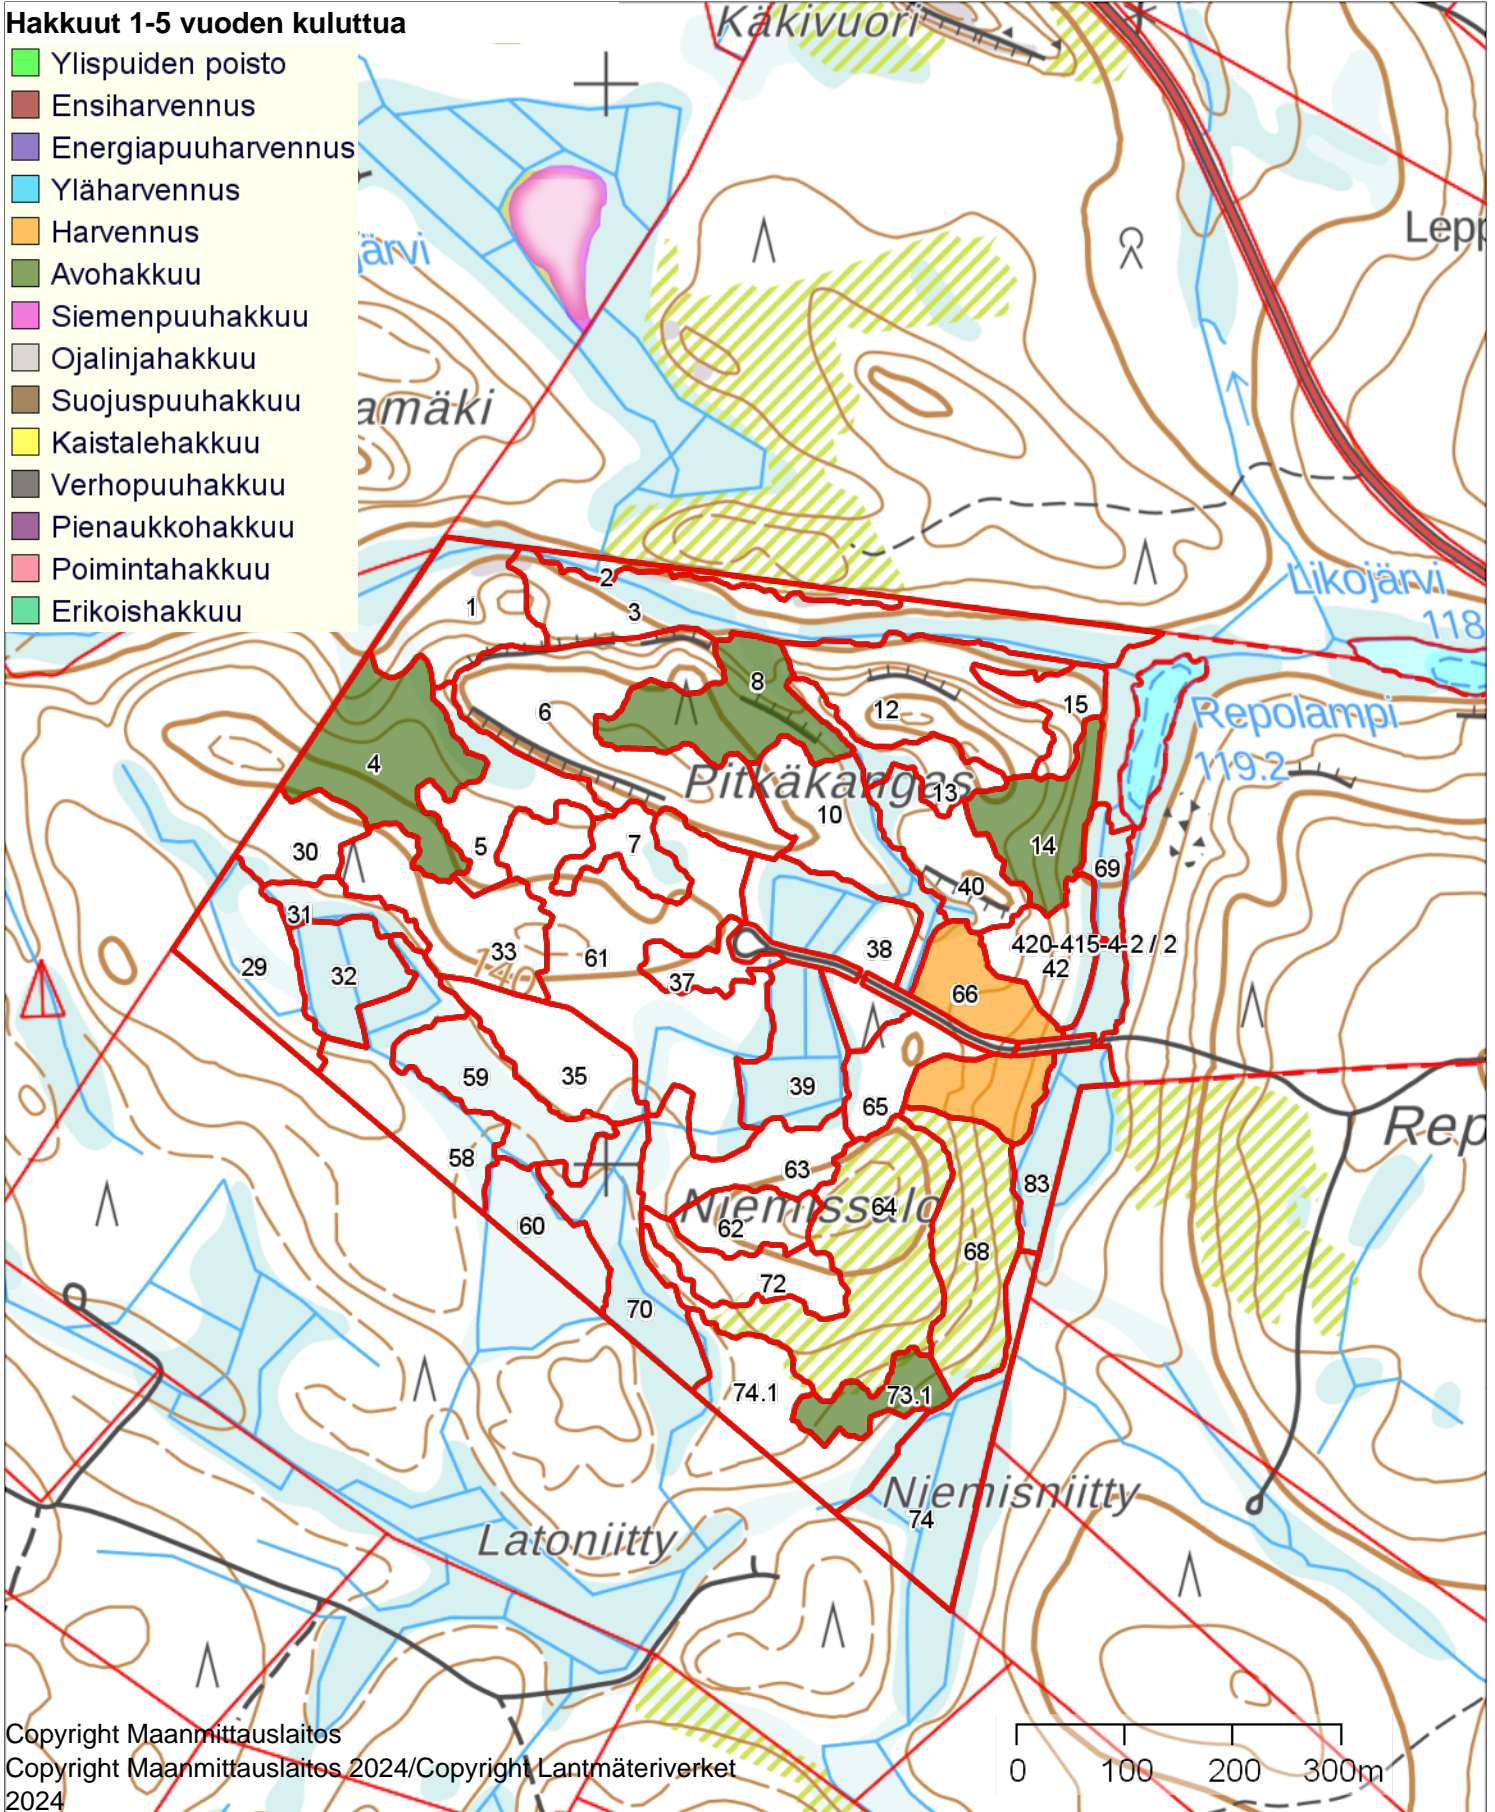 Hakkuut 1-5 vuoden kuluttua
Ylispuiden poisto
Ensiharvennus
Energiapuuharvennus
Yläharvennus
Harvennus
Avohakkuu
Siemenpuuhakkuu
Ojalinjahakkuu
Suojuspuuhakkuu
Kaistalehakkuu
Verhopuuhakkuu
Pienaukkohakkuu
Poimintahakkuu
Erikoishakkuu
Käkivuori
Lepp
järvi
amäki
Likojärvi
118
2
1
3
8
6
12
15
Repolampi
119.2
4
Pitkäkangas
13
10
7
5
14
30
69
40
31
38
420-415-4-2 / 2
33
61
42
29
32
140
37
66
59
35
39
65
Rep
58
63
83
Niemissalo
64
60
62
68
72
70
74.1
73.1
Niemisniitty
74
Latoniitty
Copyright Maanmittauslaitos
Copyright Maanmittauslaitos 2024/Copyright Lantmäteriverket
2024
0 100 200 300m